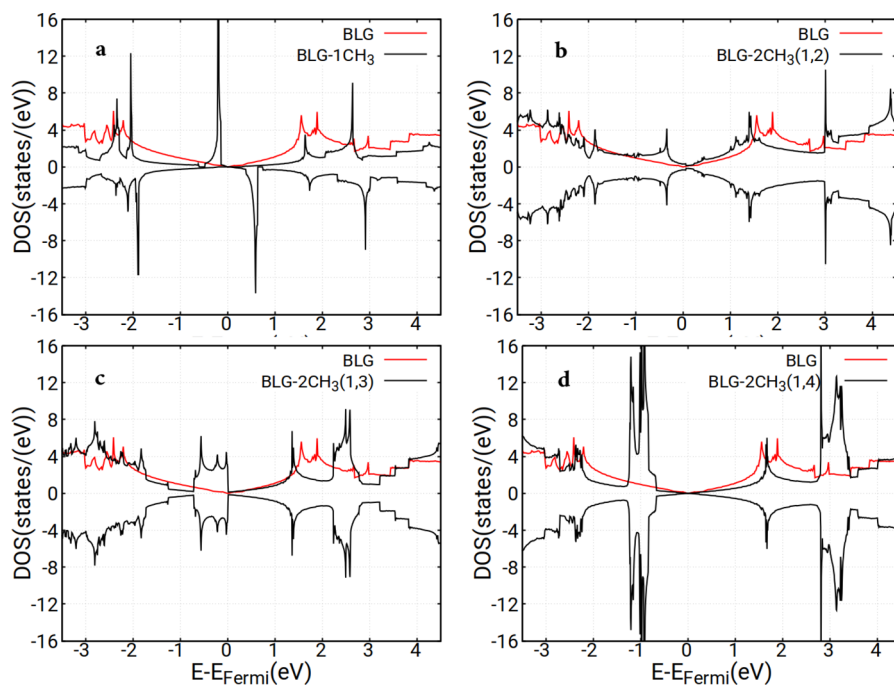 16
12
8
4
0
-4
-8
-12
16
-3 -2 -1 0 1 2 3 4
DOS(states/(eV))
a
BLG
BLG-1CH3
16
12
8
4
0
-4
-8
-12
16
-3 -2 -1 0 1 2 3 4
DOS(states/(eV))
b
BLG
BLG-2CH3(1,2)
16
12
8
4
0
-4
-8
-12
-16
-3 -2 -1 0 1 2 3 4
DOS(states/(eV))
c
BLG
BLG-2CH3(1,3)
E-EFermi(eV)
16
12
8
4
0
-4
-8
-12
-16
-3 -2 -1 0 1 2 3 4
DOS(states/(eV))
d
BLG
BLG-2CH3(1,4)
E-EFermi(eV)